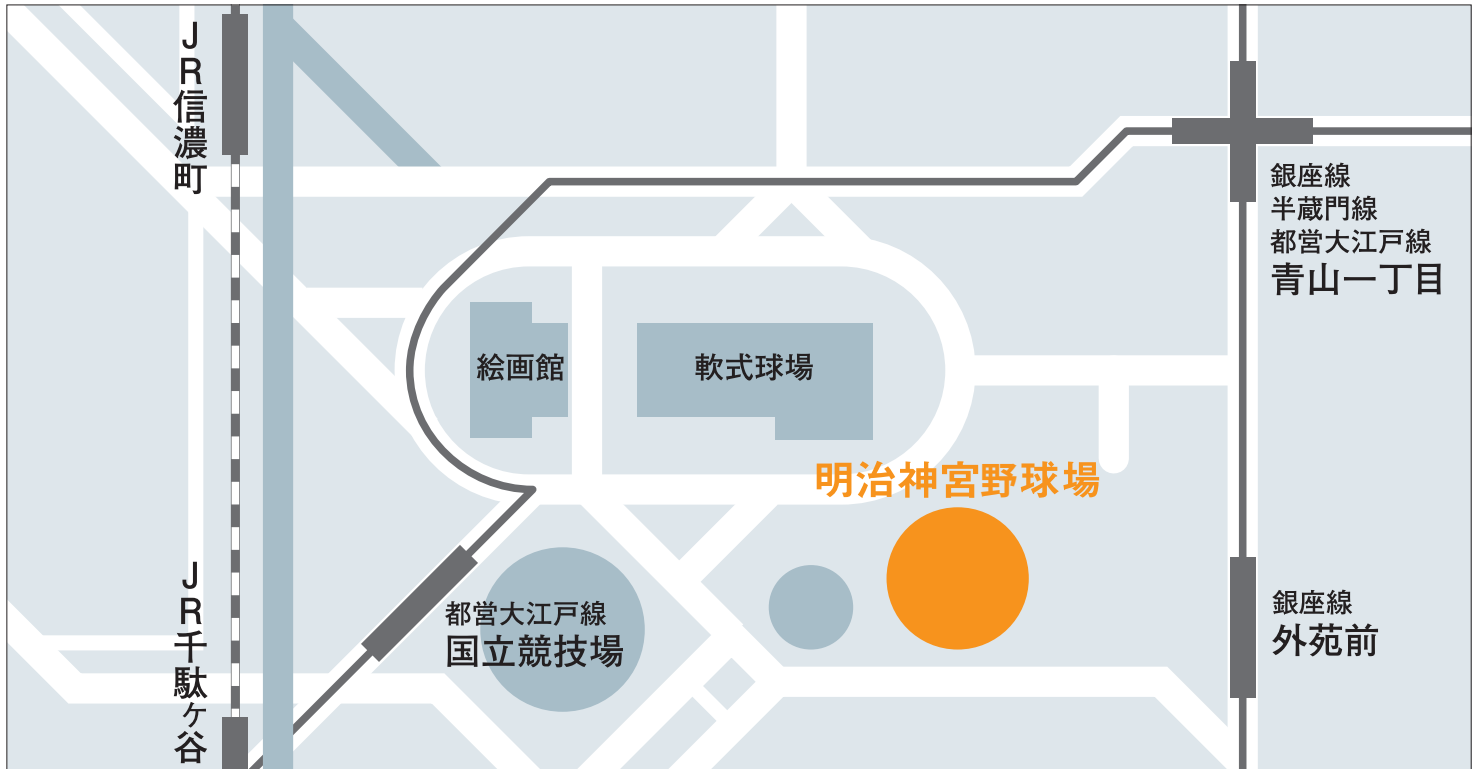 JR信濃町
銀座線
半蔵門線
都営大江戸線
青山一丁目
絵画館
軟式球場
明治神宮野球場
JR千駄ヶ谷
都営大江戸線
国立競技場
銀座線
外苑前